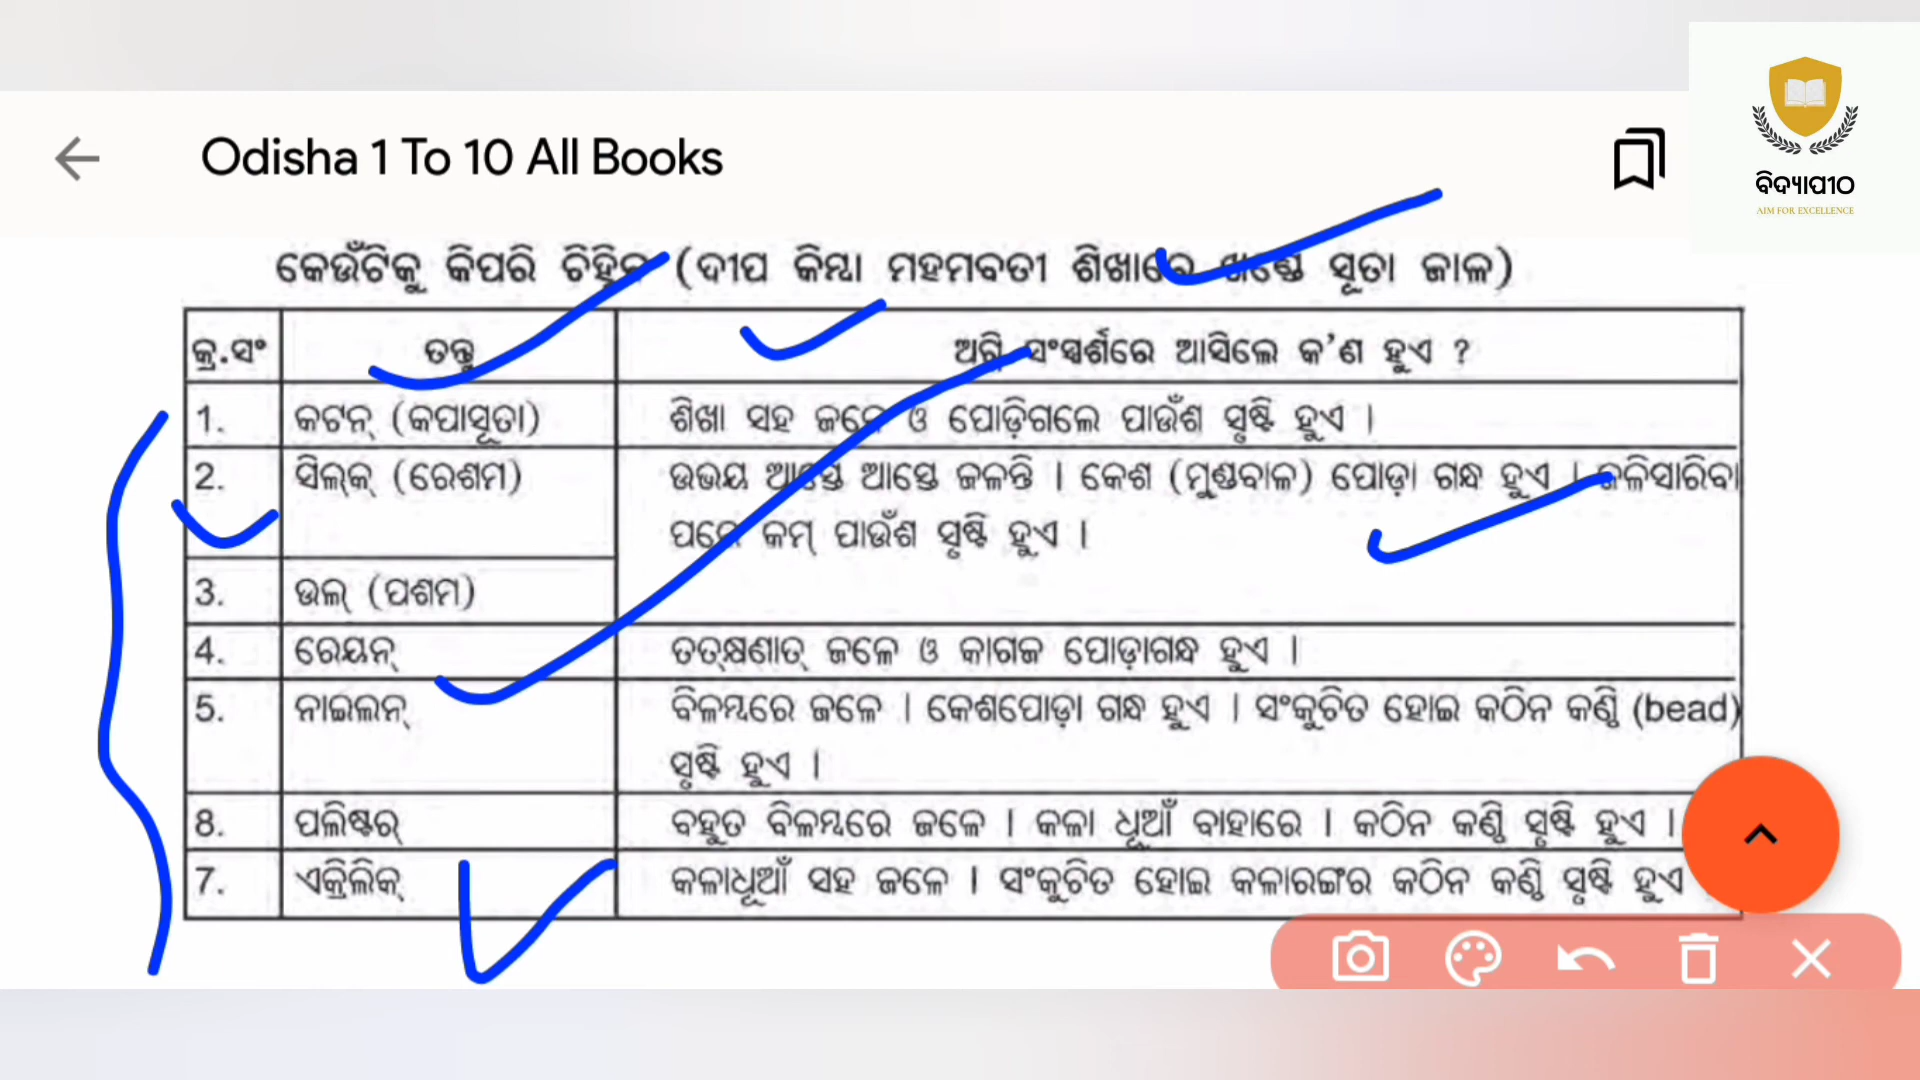 Odisha 1 To 10 All Books
ବିଦ୍ୟାପୀଠ
AIM FOR EXCELLENCE
କେଉଁଟିକୁ କିପରି ଚିହ୍ନିବ (ଦୀପ କିମ୍ବା ମହମବତୀ ଶିଖାରେ ଖଣ୍ଡେ ସୂତା ଜାଳ)
କ୍ର.ସଂ ତନ୍ତୁ ଅଗ୍ନି ସଂସ୍ପର୍ଶରେ ଆସିଲେ କ'ଣ ହୁଏ ?
1. କଟନ୍ (କପାସୂତା) ଶିଖା ସହ ଜଳେ ଓ ପୋଡ଼ିଗଲେ ପାଉଁଶ ସୃଷ୍ଟି ହୁଏ ।
2. ସିଲ୍‌କ୍ (ରେଶମ) ଉଭୟ ଆସ୍ତେ ଆସ୍ତେ ଜଳନ୍ତି । କେଶ (ମୁଣ୍ଡବାଳ) ପୋଡ଼ା ଗନ୍ଧ ହୁଏ । ଜଳିସାରିବା
ପରେ କମ୍ ପାଉଁଶ ସୃଷ୍ଟି ହୁଏ ।
3. ଉଲ୍ (ପଶମ)
4. ରେୟନ୍ ତତ୍‌କ୍ଷଣାତ୍ ଜଳେ ଓ କାଗଜ ପୋଡ଼ାଗନ୍ଧ ହୁଏ ।
5. ନାଇଲନ୍ ବିଳମ୍ବରେ ଜଳେ । କେଶପୋଡ଼ା ଗନ୍ଧ ହୁଏ । ସଂକୁଚିତ ହୋଇ କଠିନ କଣ୍ଠି (bead)
ସୃଷ୍ଟି ହୁଏ ।
8. ପଲିଷ୍ଟର୍ ବହୁତ ବିଳମ୍ବରେ ଜଳେ । କଳା ଧୂଆଁ ବାହାରେ । କଠିନ କଣ୍ଠି ସୃଷ୍ଟି ହୁଏ ।
7. ଏକ୍ରିଲିକ୍ କଳାଧୂଆଁ ସହ ଜଳେ । ସଂକୁଚିତ ହୋଇ କଳାରଙ୍ଗର କଠିନ କଣ୍ଠି ସୃଷ୍ଟି ହୁଏ